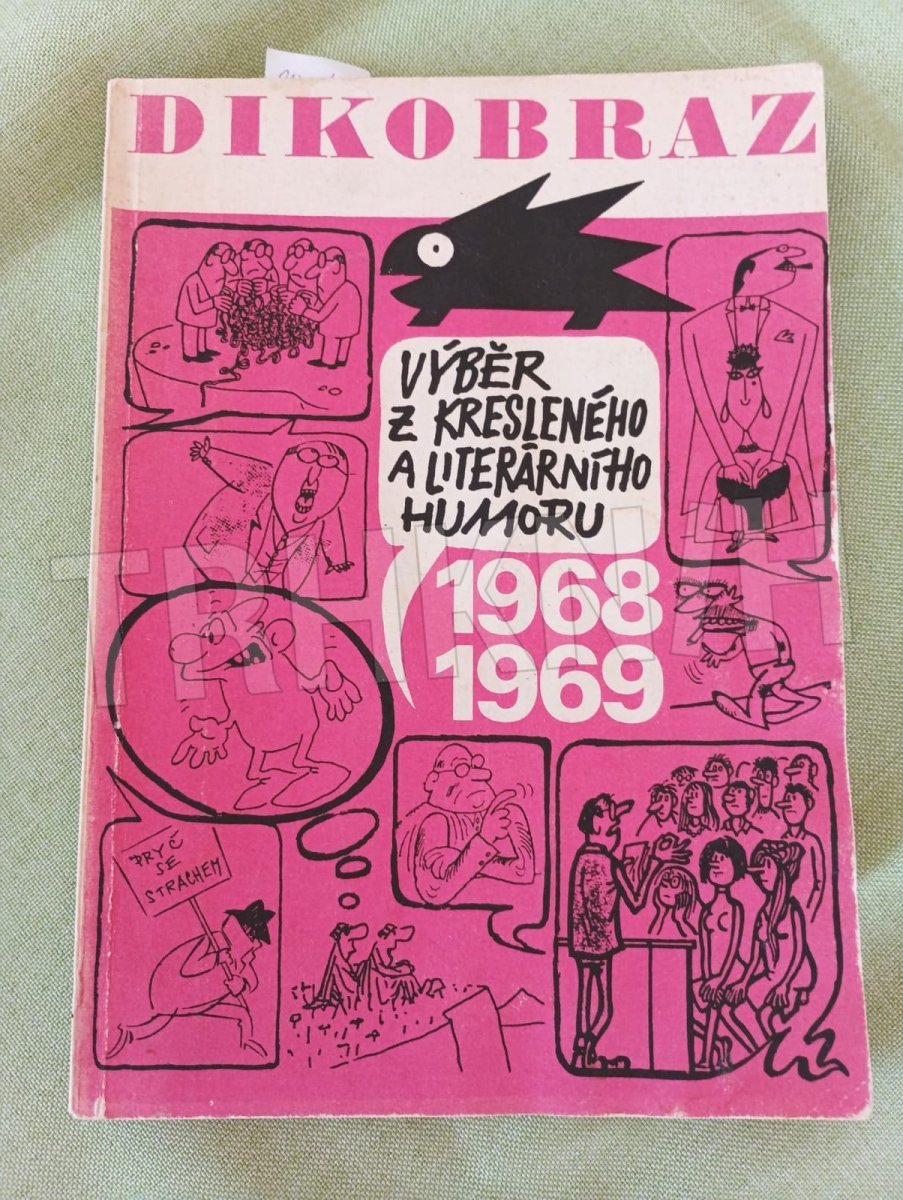 DIKOBRAZ
VÝBĚR
Z KRESLENÉHO
A LITERÁRNÍHO
HUMORU
1968
1969
PRYČ
SE
STRACHEM